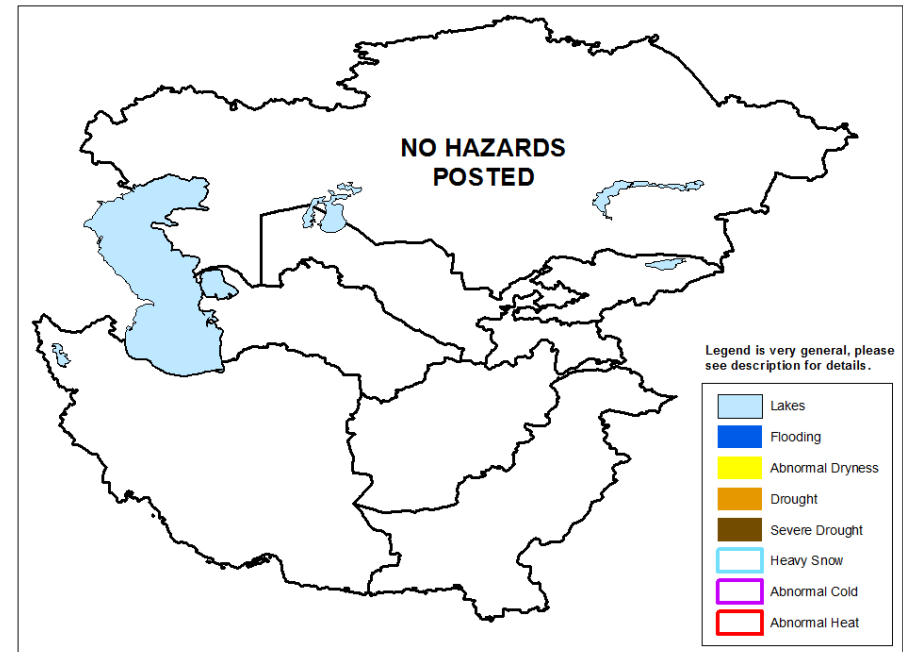 NO HAZARDS
POSTED
Legend is very general, please
see description for details.
Lakes
Flooding
Abnormal Dryness
Drought
Severe Drought
Heavy Snow
Abnormal Cold
Abnormal Heat